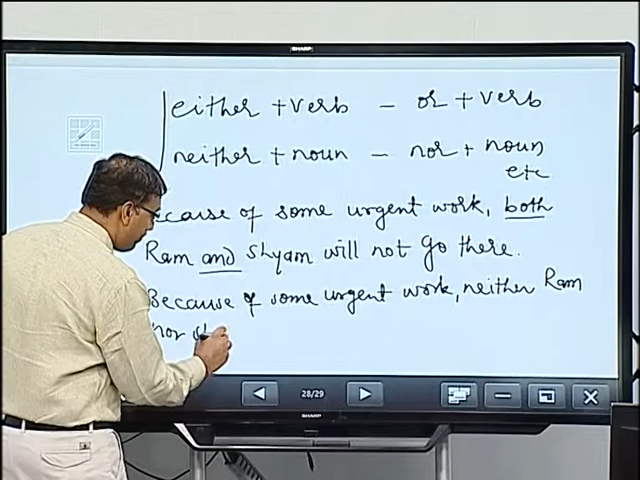 SHARP
either + verb – or + verb
neither + noun – nor + noun
etc
ecause of some urgent work, both
Ram and Shyam will not go there.
Because of some urgent work, neither Ram
nor
28/29
SHARP